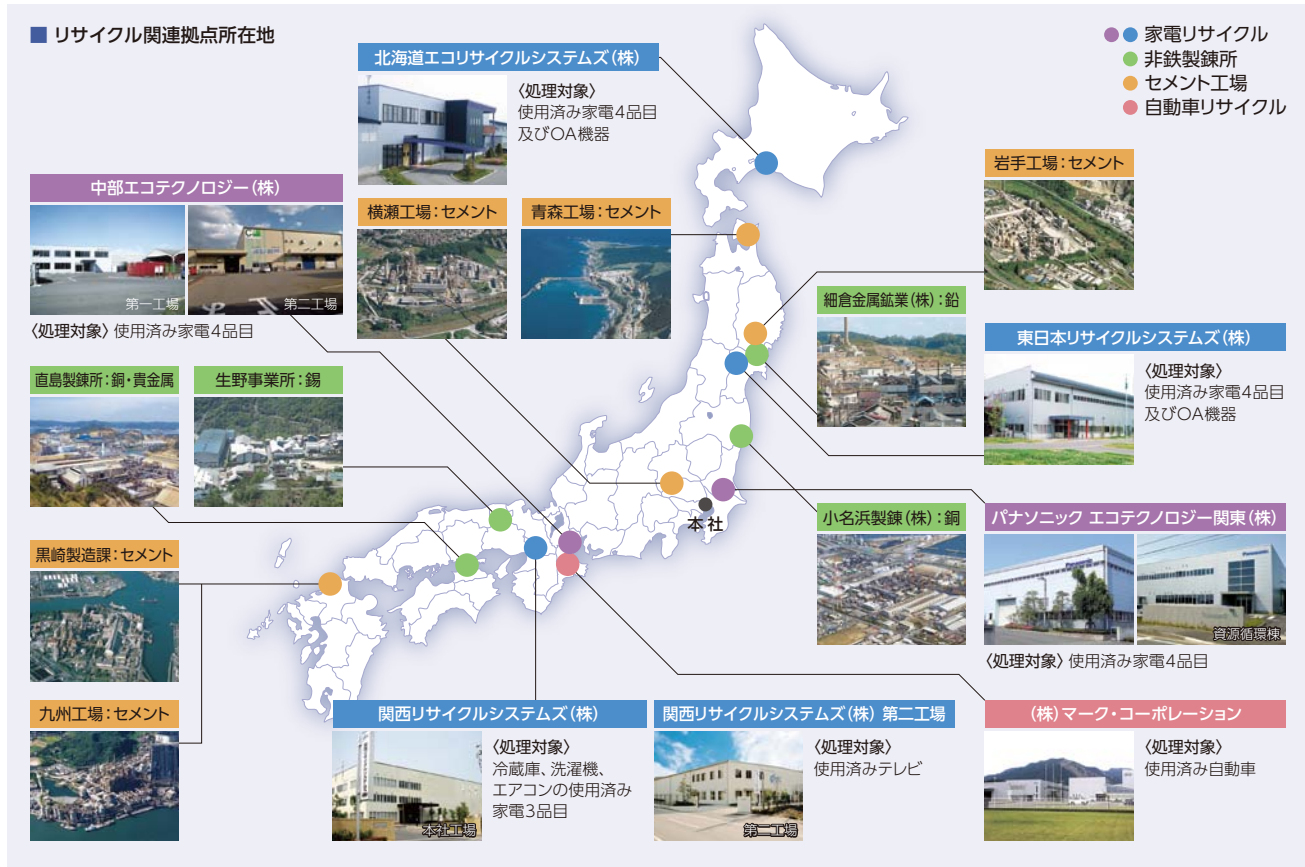 ■ リサイクル関連拠点所在地
家電リサイクル
非鉄製錬所
セメント工場
自動車リサイクル
北海道エコリサイクルシステムズ(株)
〈処理対象〉
使用済み家電4品目
及びOA機器
中部エコテクノロジー(株)
第一工場
第二工場
〈処理対象〉使用済み家電4品目
横瀬工場：セメント
青森工場：セメント
岩手工場：セメント
細倉金属鉱業(株)：鉛
東日本リサイクルシステムズ(株)
〈処理対象〉
使用済み家電4品目
及びOA機器
直島製錬所：銅・貴金属
生野事業所：錫
本社
小名浜製錬(株)：銅
パナソニック エコテクノロジー関東(株)
Panasonic
資源循環棟
〈処理対象〉使用済み家電4品目
黒崎製造課：セメント
九州工場：セメント
関西リサイクルシステムズ(株)
本社工場
〈処理対象〉
冷蔵庫、洗濯機、
エアコンの使用済み
家電3品目
関西リサイクルシステムズ(株) 第二工場
第二工場
〈処理対象〉
使用済みテレビ
(株)マーク・コーポレーション
〈処理対象〉
使用済み自動車